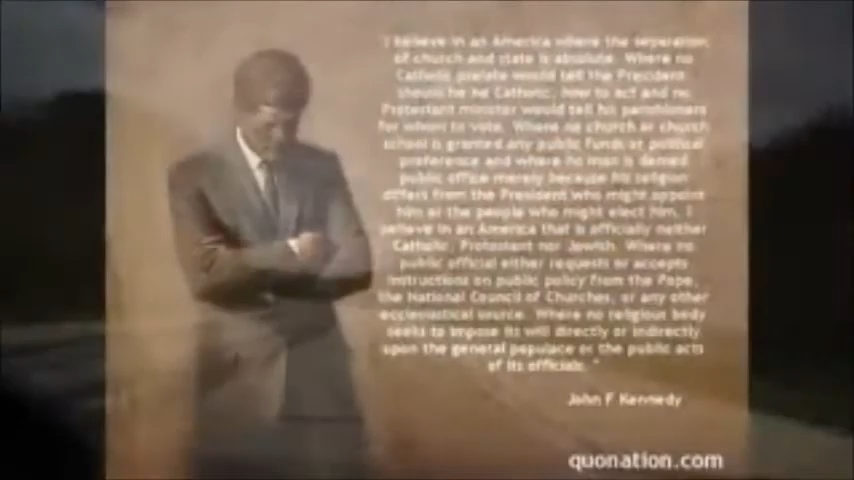 "I believe in an America where the separation
of church and state is absolute. Where no
Catholic prelate would tell the President,
should he be Catholic, how to act and no
Protestant minister would tell his parishioners
for whom to vote. Where no church or church
school is granted any public funds or political
preference and where no man is denied
public office merely because his religion
differs from the President who might appoint
him or the people who might elect him. I
believe in an America that is officially neither
Catholic, Protestant nor Jewish. Where no
public official either requests or accepts
instructions on public policy from the Pope,
the National Council of Churches, or any other
ecclesiastical source. Where no religious body
seeks to impose its will directly or indirectly
upon the general populace or the public acts
of its officials. "
John F Kennedy
quonation.com